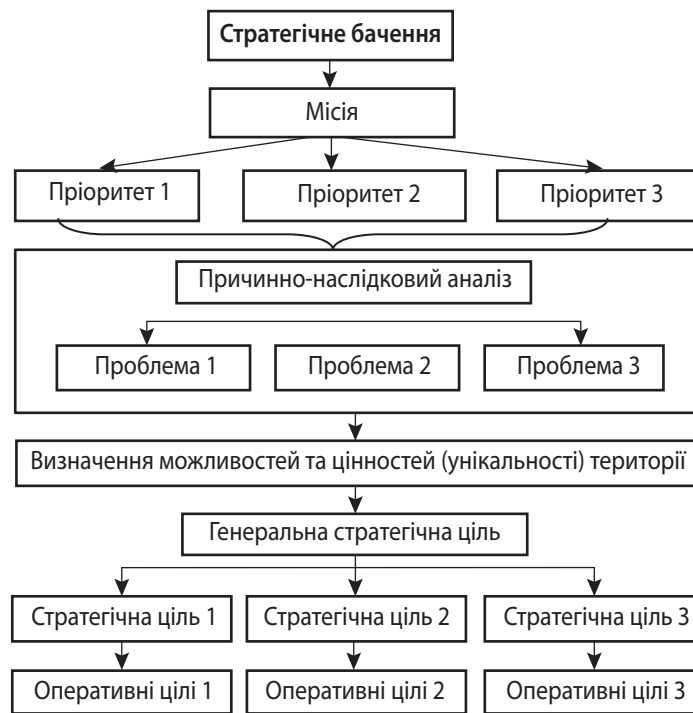 Стратегічне бачення
Місія
Пріоритет 1
Пріоритет 2
Пріоритет 3
Причинно-наслідковий аналіз
Проблема 1
Проблема 2
Проблема 3
Визначення можливостей та цінностей (унікальності) території
Генеральна стратегічна ціль
Стратегічна ціль 1
Стратегічна ціль 2
Стратегічна ціль 3
Оперативні цілі 1
Оперативні цілі 2
Оперативні цілі 3